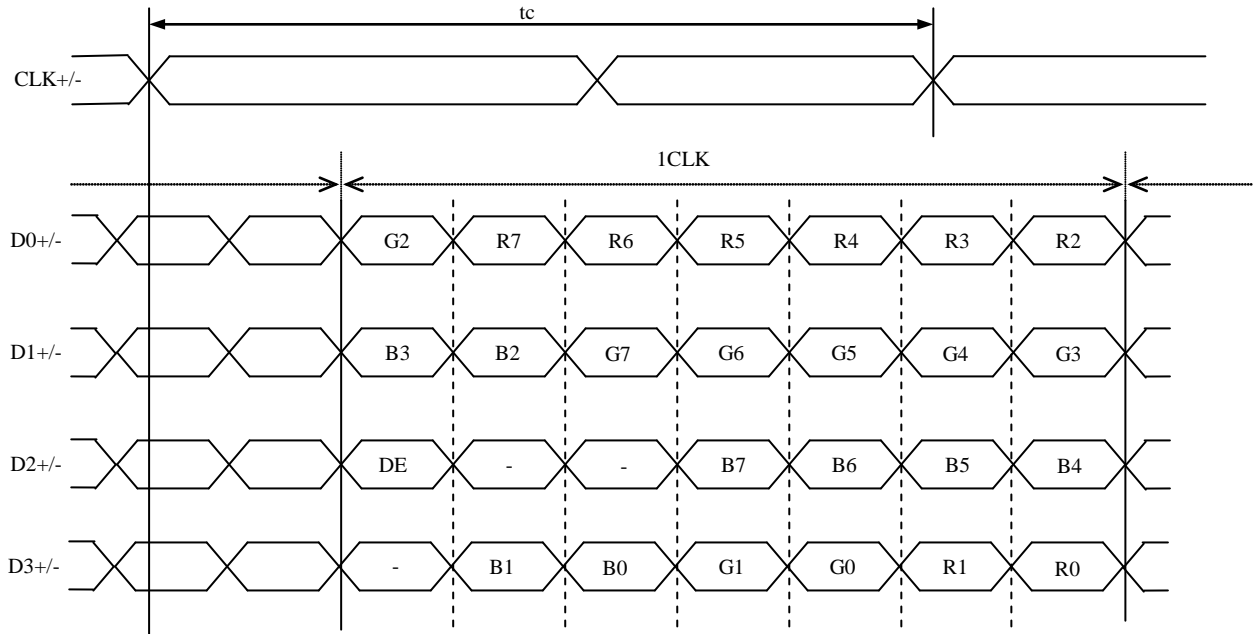 tc
CLK+/-
1CLK
D0+/- G2 R7 R6 R5 R4 R3 R2
D1+/- B3 B2 G7 G6 G5 G4 G3
D2+/- DE - - B7 B6 B5 B4
D3+/- - B1 B0 G1 G0 R1 R0